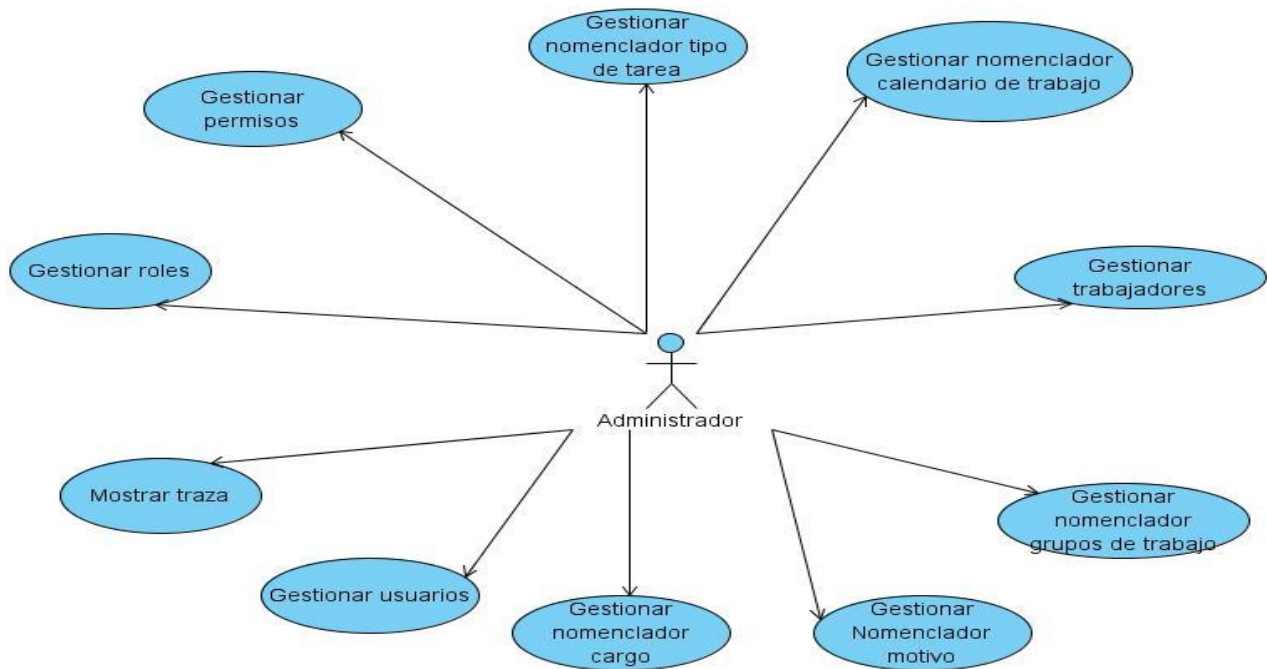 Gestionar
nomenclador tipo
de tarea
Gestionar nomenclador
calendario de trabajo
Gestionar
permisos
Gestionar roles
Gestionar
trabajadores
Administrador
Mostrar traza
Gestionar
nomenclador
grupos de trabajo
Gestionar usuarios
Gestionar
nomenclador
cargo
Gestionar
Nomenclador
motivo